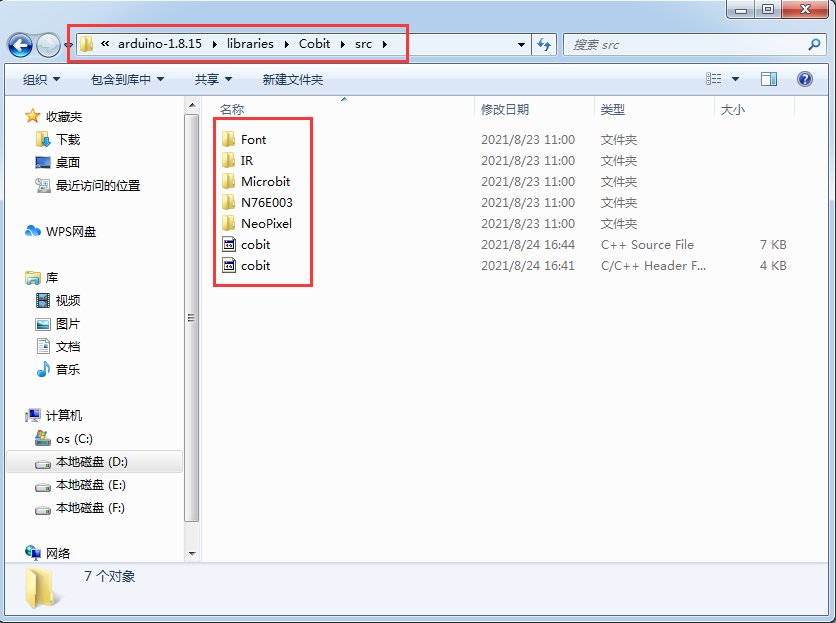 « arduino-1.8.15 ▸ libraries ▸ Cobit ▸ src ▸
搜索 src
组织 包含到库中 共享 新建文件夹
名称 修改日期 类型 大小
收藏夹
下载
桌面
最近访问的位置
WPS网盘
库
视频
图片
文档
音乐
计算机
os (C:)
本地磁盘 (D:)
本地磁盘 (E:)
本地磁盘 (F:)
网络
Font 2021/8/23 11:00 文件夹
IR 2021/8/23 11:00 文件夹
Microbit 2021/8/23 11:00 文件夹
N76E003 2021/8/23 11:00 文件夹
NeoPixel 2021/8/23 11:00 文件夹
cobit 2021/8/24 16:44 C++ Source File 7 KB
cobit 2021/8/24 16:41 C/C++ Header F... 4 KB
7 个对象